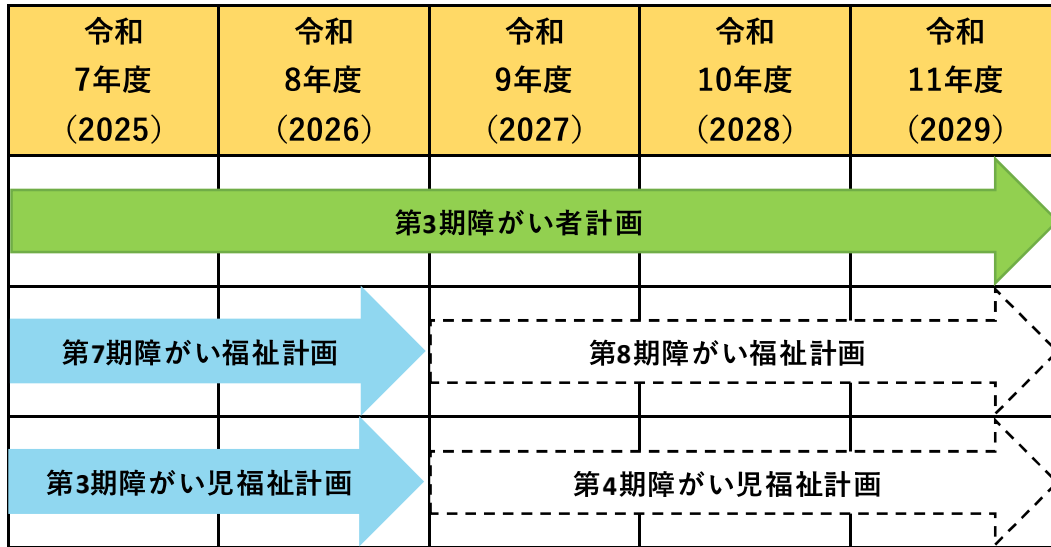 令和
7年度
（2025）
令和
8年度
（2026）
令和
9年度
（2027）
令和
10年度
（2028）
令和
11年度
（2029）
第3期障がい者計画
第7期障がい福祉計画
第8期障がい福祉計画
第3期障がい児福祉計画
第4期障がい児福祉計画